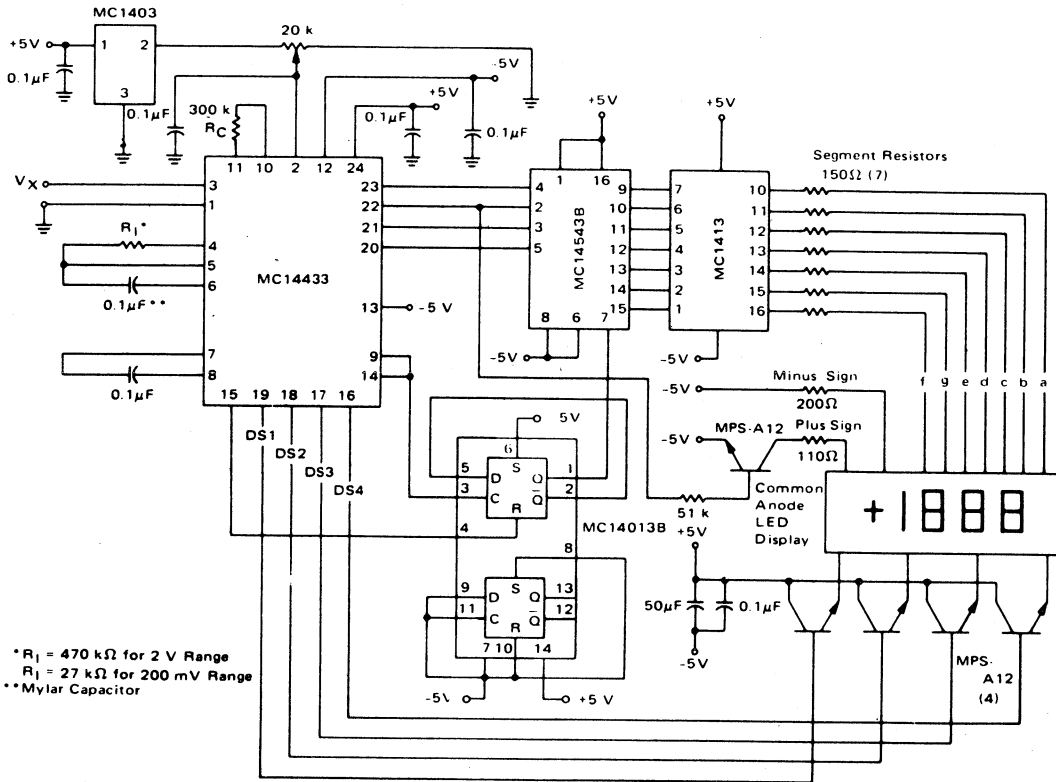 MC1403
+5V
1
2
3
0.1µF
20 k
0.1µF
300 k
RC
-5V
+5V
0.1µF
0.1µF
11 10 2 12 24
VX
3
1
RI*
4
5
6
0.1µF**
7
8
0.1µF
MC14433
23
22
21
20
13
-5 V
9
14
15 19 18 17 16
DS1
DS2
DS3
DS4
+5V
1 16
4
2
3
5
MC14543B
9
10
11
12
13
14
15
8 6 7
-5V
+5V
7
6
5
4
3
2
1
MC1413
10
11
12
13
14
15
16
-5V
Segment Resistors
150Ω (7)
f g e d c b a
Minus Sign
-5V
200Ω
MPS-A12
Plus Sign
-5V
110Ω
51 k
Common
Anode
LED
Display
+1888
5V
6
5
3
4
S
D
C
R
Q
Q̅
1
2
MC14013B
8
9
11
S
D
C
R
Q
Q̅
13
12
7 10 14
-5V
+5 V
+5V
50µF
0.1µF
-5V
MPS-
A12
(4)
*RI = 470 kΩ for 2 V Range
RI = 27 kΩ for 200 mV Range
**Mylar Capacitor